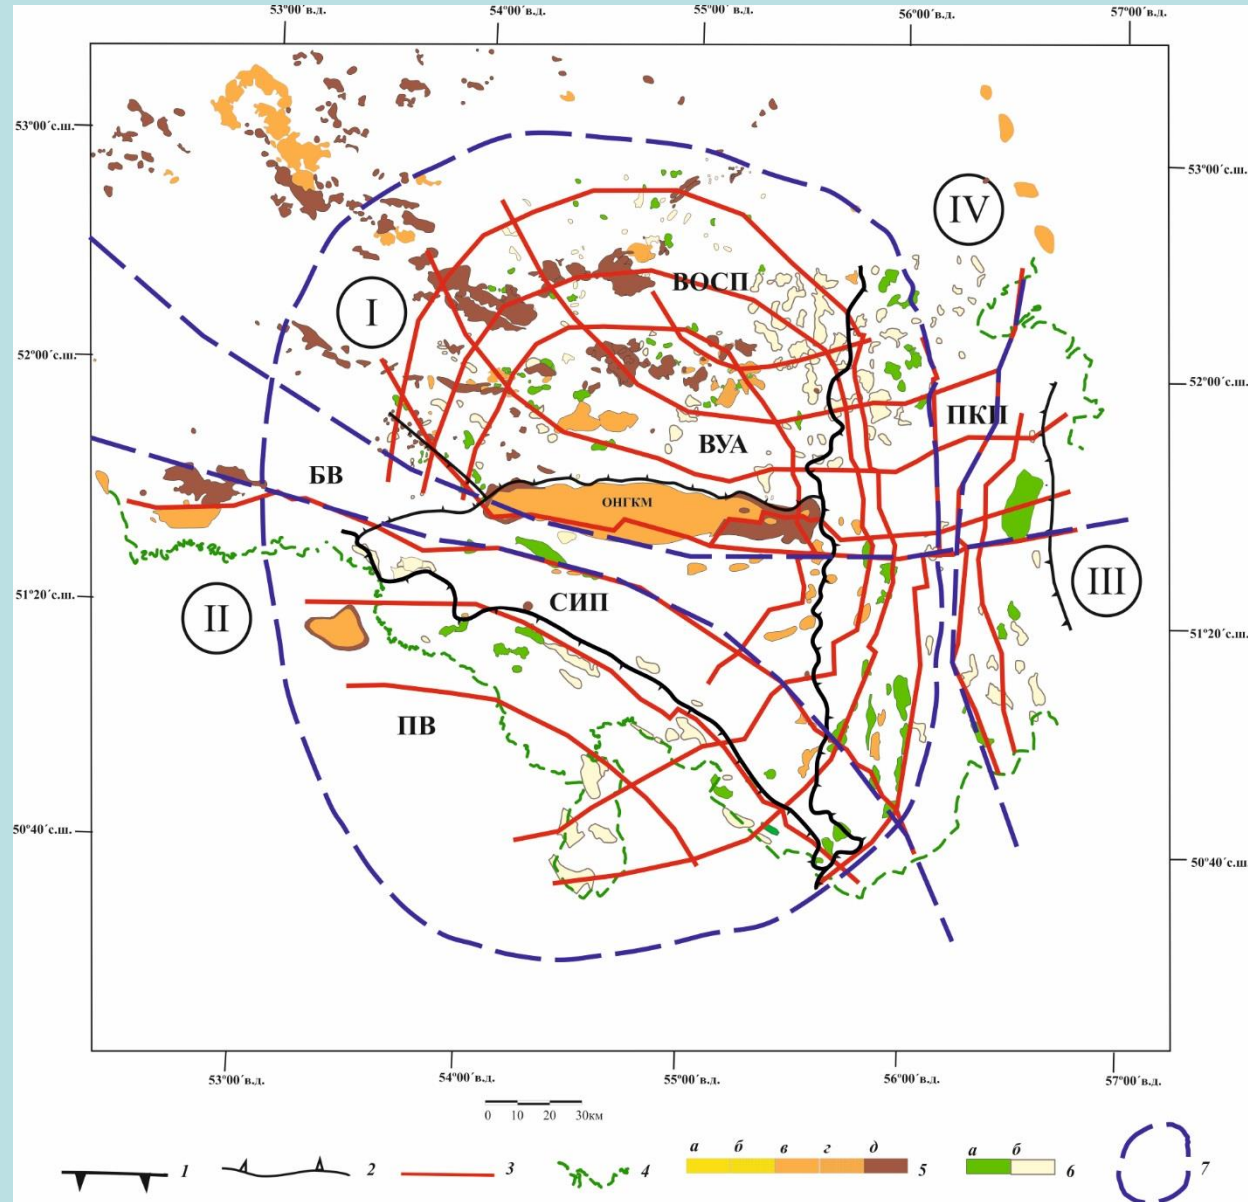 53°00´в.д. 54°00´в.д. 55°00´в.д. 56°00´в.д. 57°00´в.д.
53°00´с.ш.
53°00´с.ш.
IV
I
ВОСП
52°00´с.ш.
52°00´с.ш.
ПКП
ВУА
БВ
ОНГКМ
III
51°20´с.ш.
СИП
II
51°20´с.ш.
ПВ
50°40´с.ш.
50°40´с.ш.
53°00´в.д. 54°00´в.д. 55°00´в.д. 56°00´в.д. 57°00´в.д.
0 10 20 30км
а б в г д а б
1 2 3 4 5 6 7